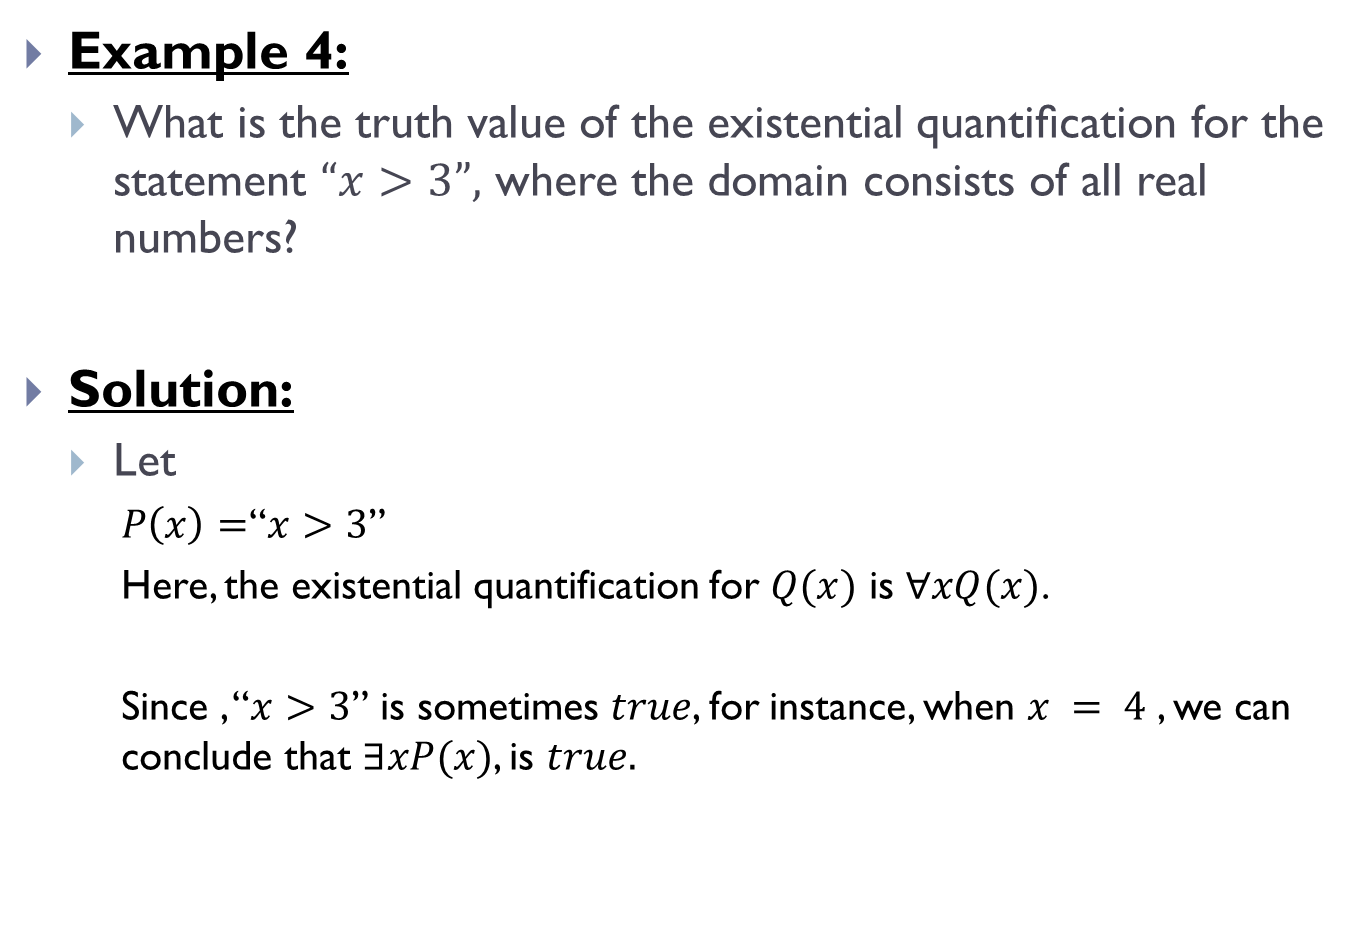 Example 4:
What is the truth value of the existential quantification for the
statement “𝑥 > 3”, where the domain consists of all real
numbers?
Solution:
Let
𝑃(𝑥) =“𝑥 > 3”
Here, the existential quantification for 𝑄(𝑥) is ∀𝑥𝑄(𝑥).
Since ,“𝑥 > 3” is sometimes 𝑡𝑟𝑢𝑒, for instance, when 𝑥 = 4 , we can
conclude that ∃𝑥𝑃(𝑥), is 𝑡𝑟𝑢𝑒.